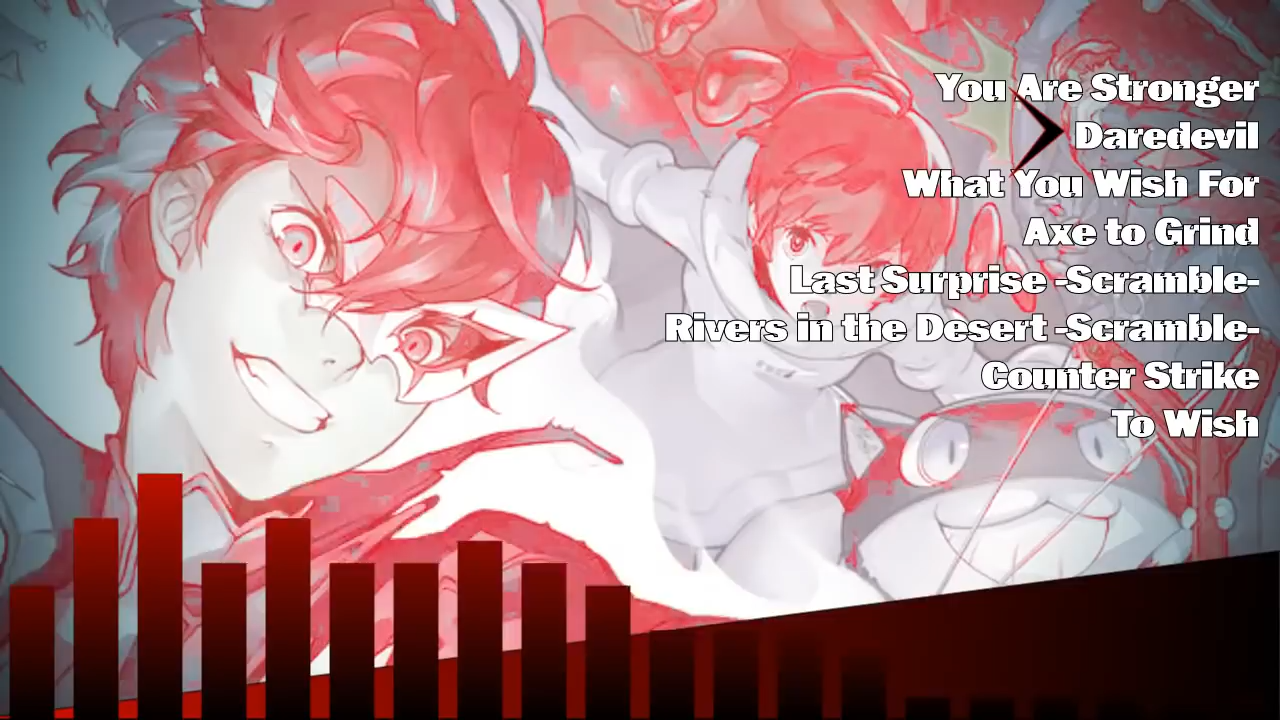 You Are Stronger
Daredevil
What You Wish For
Axe to Grind
Last Surprise -Scramble-
Rivers in the Desert -Scramble-
Counter Strike
To Wish